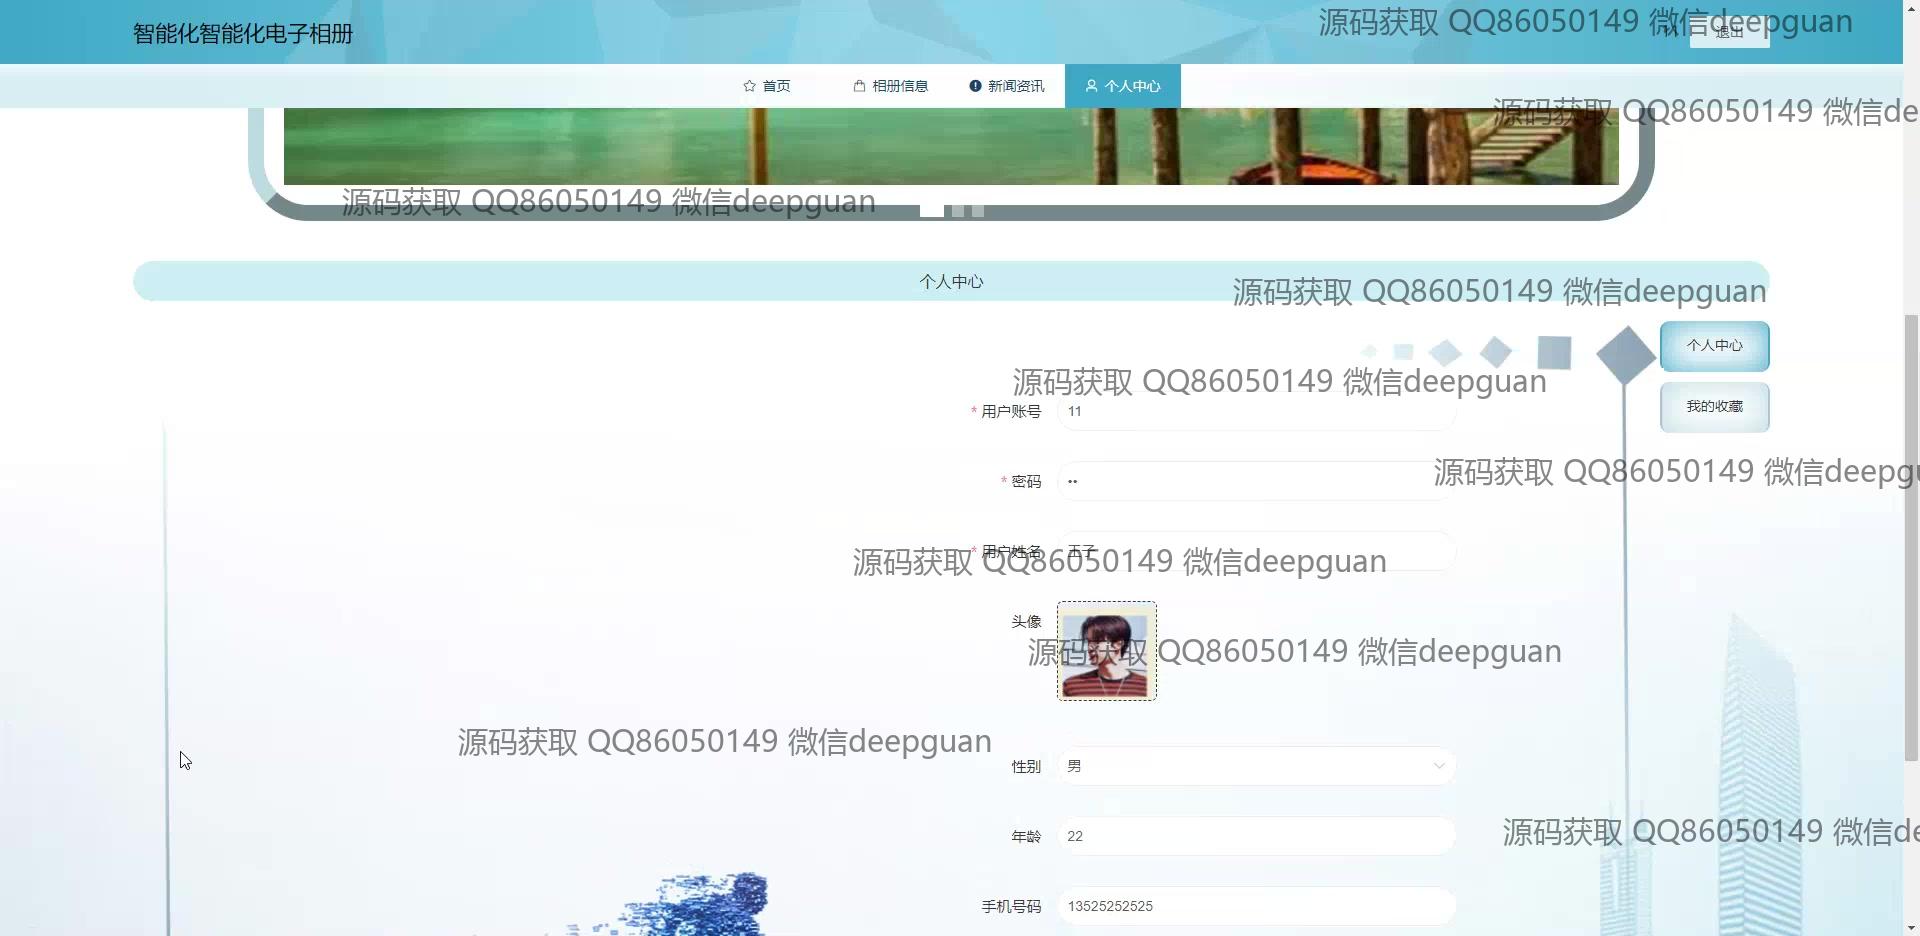 智能化智能化电子相册
源码获取 QQ86050149 微信deepguan
退出
首页
相册信息
新闻资讯
个人中心
源码获取 QQ86050149 微信de
源码获取 QQ86050149 微信deepguan
个人中心
源码获取 QQ86050149 微信deepguan
个人中心
源码获取 QQ86050149 微信deepguan
* 用户账号 11
我的收藏
* 密码 ••
源码获取 QQ86050149 微信deepgu
* 用户姓名 王子
源码获取 QQ86050149 微信deepguan
头像
源码获取 QQ86050149 微信deepguan
源码获取 QQ86050149 微信deepguan
性别 男
年龄 22
源码获取 QQ86050149 微信de
手机号码 13525252525